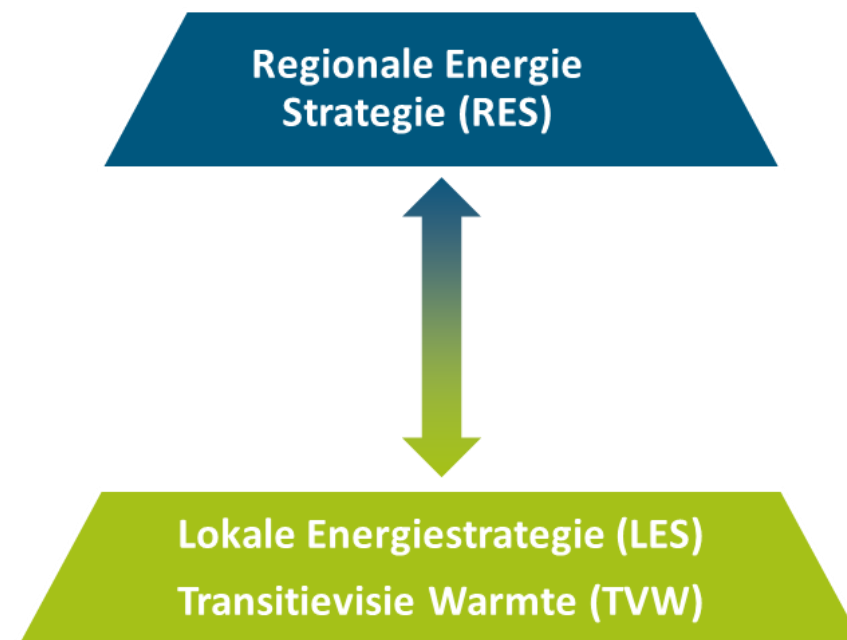 Regionale Energie
Strategie (RES)
Lokale Energiestrategie (LES)
Transitievisie Warmte (TVW)